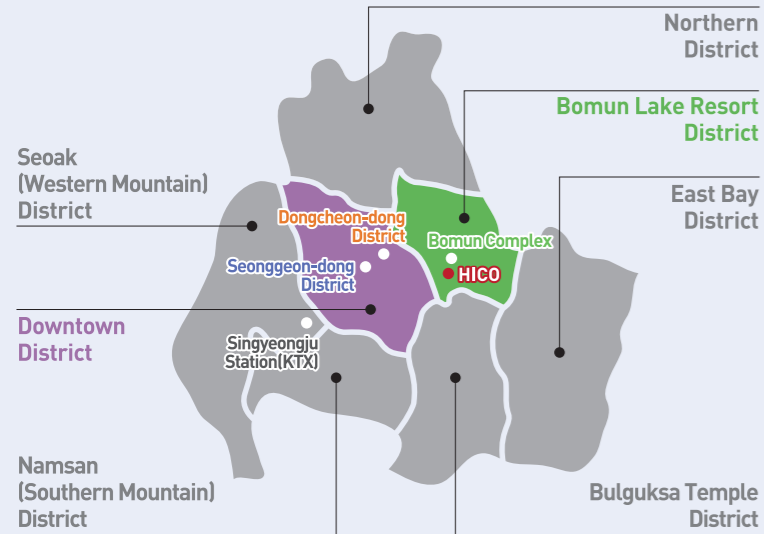 Northern
District
Bomun Lake Resort
District
Seoak
(Western Mountain)
District
East Bay
District
Dongcheon-dong
District
Bomun Complex
Seonggeon-dong
District
HICO
Downtown
District
Singyeongju
Station(KTX)
Namsan
(Southern Mountain)
District
Bulguksa Temple
District